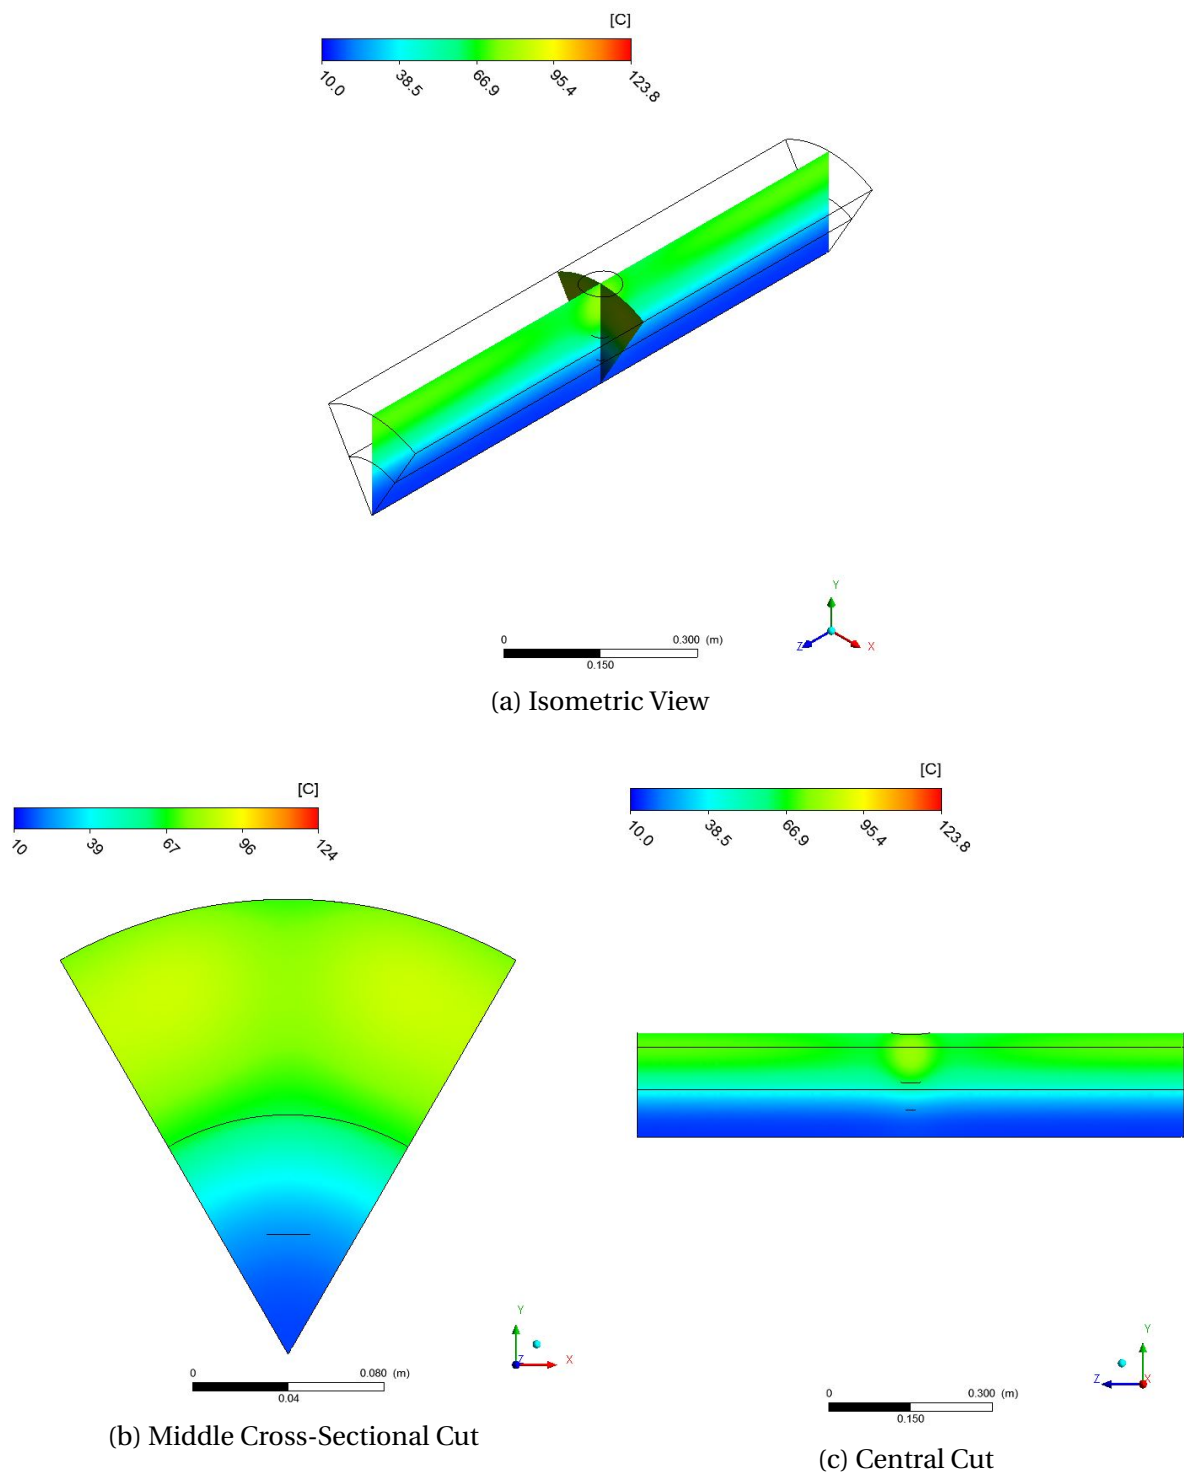 [C]
10.0 38.5 66.9 95.4 123.8
Y
Z X
0 0.300 (m)
0.150
(a) Isometric View
[C]
10 39 67 96 124
[C]
10.0 38.5 66.9 95.4 123.8
Y
Z X
0 0.080 (m)
0.04
(b) Middle Cross-Sectional Cut
Y
Z X
0 0.300 (m)
0.150
(c) Central Cut